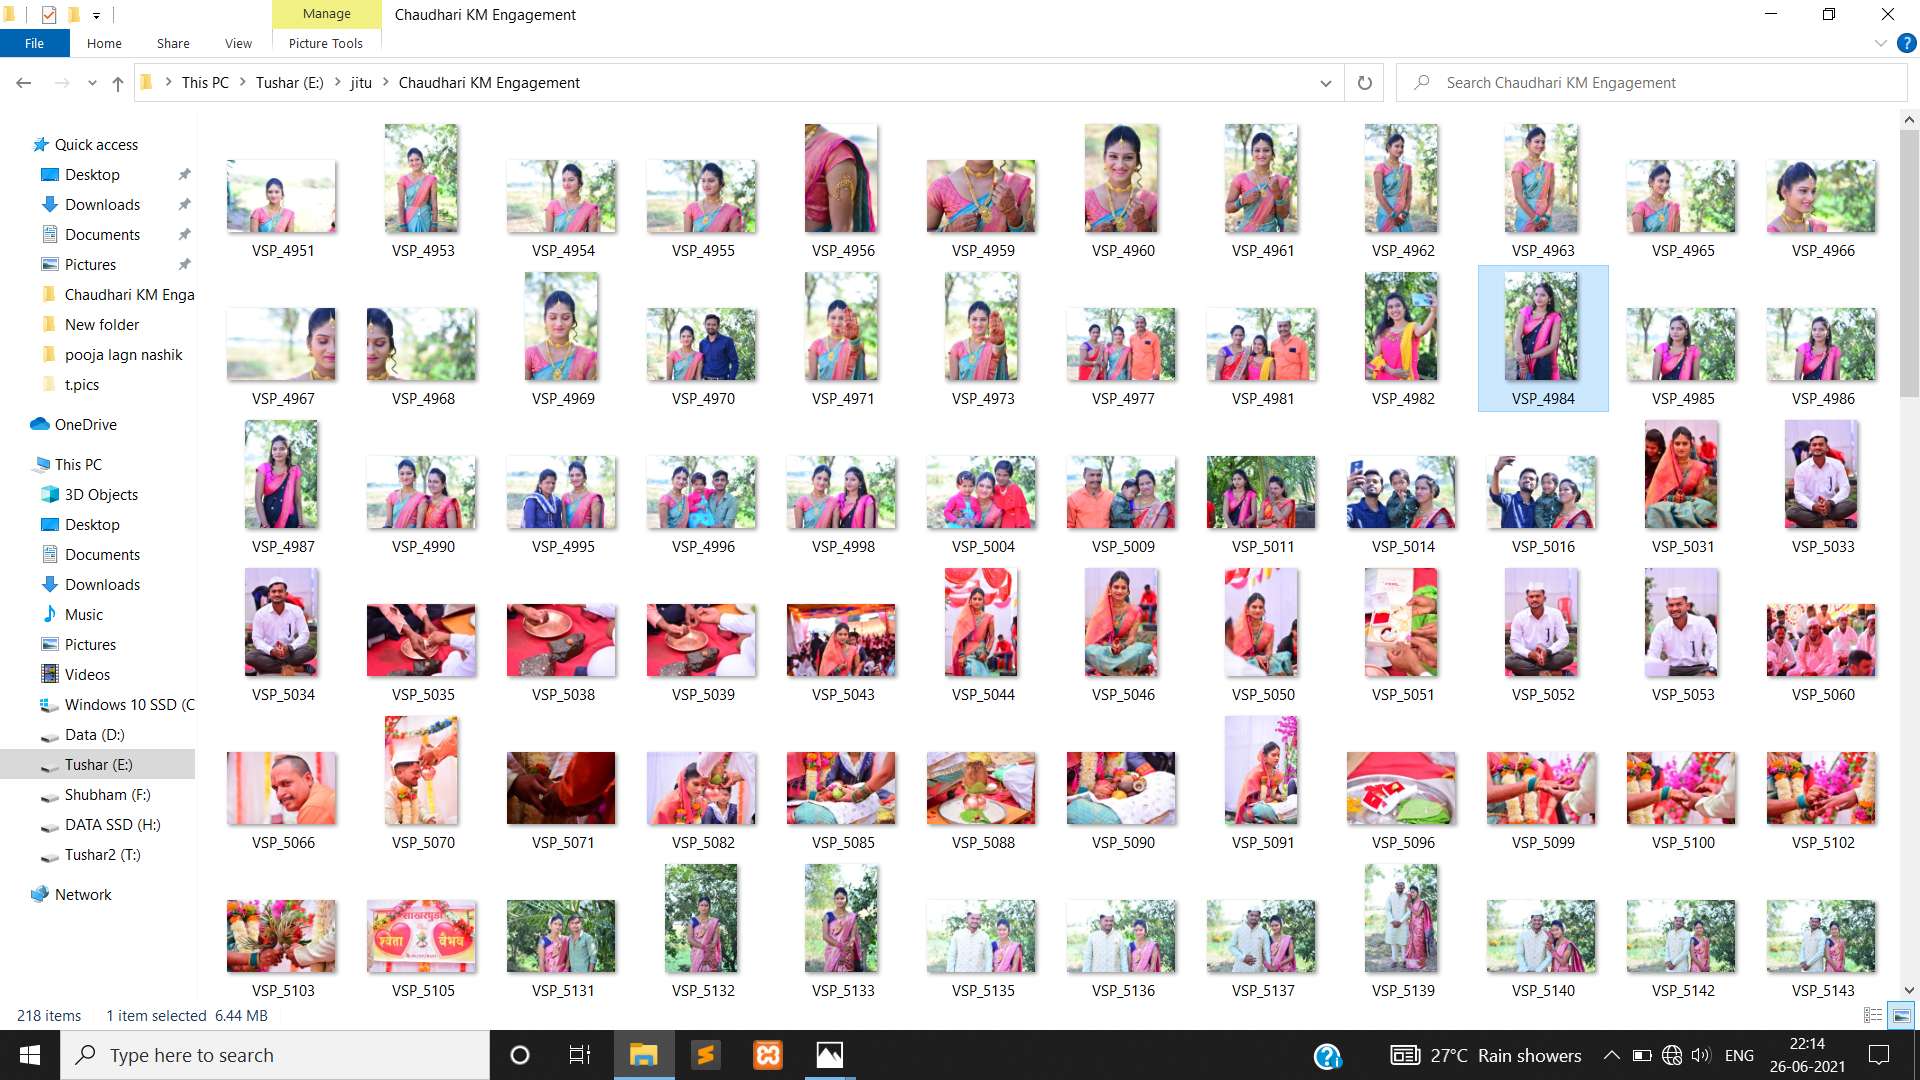 Manage
Chaudhari KM Engagement
File
Home
Share
View
Picture Tools
This PC
Tushar (E:)
jitu
Chaudhari KM Engagement
Search Chaudhari KM Engagement
Quick access
Desktop
Downloads
Documents
Pictures
Chaudhari KM Enga
New folder
pooja lagn nashik
t.pics
OneDrive
This PC
3D Objects
Desktop
Documents
Downloads
Music
Pictures
Videos
Windows 10 SSD (C
Data (D:)
Tushar (E:)
Shubham (F:)
DATA SSD (H:)
Tushar2 (T:)
Network
VSP_4951 VSP_4953 VSP_4954 VSP_4955 VSP_4956 VSP_4959 VSP_4960 VSP_4961 VSP_4962 VSP_4963 VSP_4965 VSP_4966
VSP_4967 VSP_4968 VSP_4969 VSP_4970 VSP_4971 VSP_4973 VSP_4977 VSP_4981 VSP_4982 VSP_4984 VSP_4985 VSP_4986
VSP_4987 VSP_4990 VSP_4995 VSP_4996 VSP_4998 VSP_5004 VSP_5009 VSP_5011 VSP_5014 VSP_5016 VSP_5031 VSP_5033
VSP_5034 VSP_5035 VSP_5038 VSP_5039 VSP_5043 VSP_5044 VSP_5046 VSP_5050 VSP_5051 VSP_5052 VSP_5053 VSP_5060
VSP_5066 VSP_5070 VSP_5071 VSP_5082 VSP_5085 VSP_5088 VSP_5090 VSP_5091 VSP_5096 VSP_5099 VSP_5100 VSP_5102
साखरपुडा
श्वेता वैभव
VSP_5103 VSP_5105 VSP_5131 VSP_5132 VSP_5133 VSP_5135 VSP_5136 VSP_5137 VSP_5139 VSP_5140 VSP_5142 VSP_5143
218 items
1 item selected 6.44 MB
Type here to search
27°C Rain showers
ENG
22:14
26-06-2021